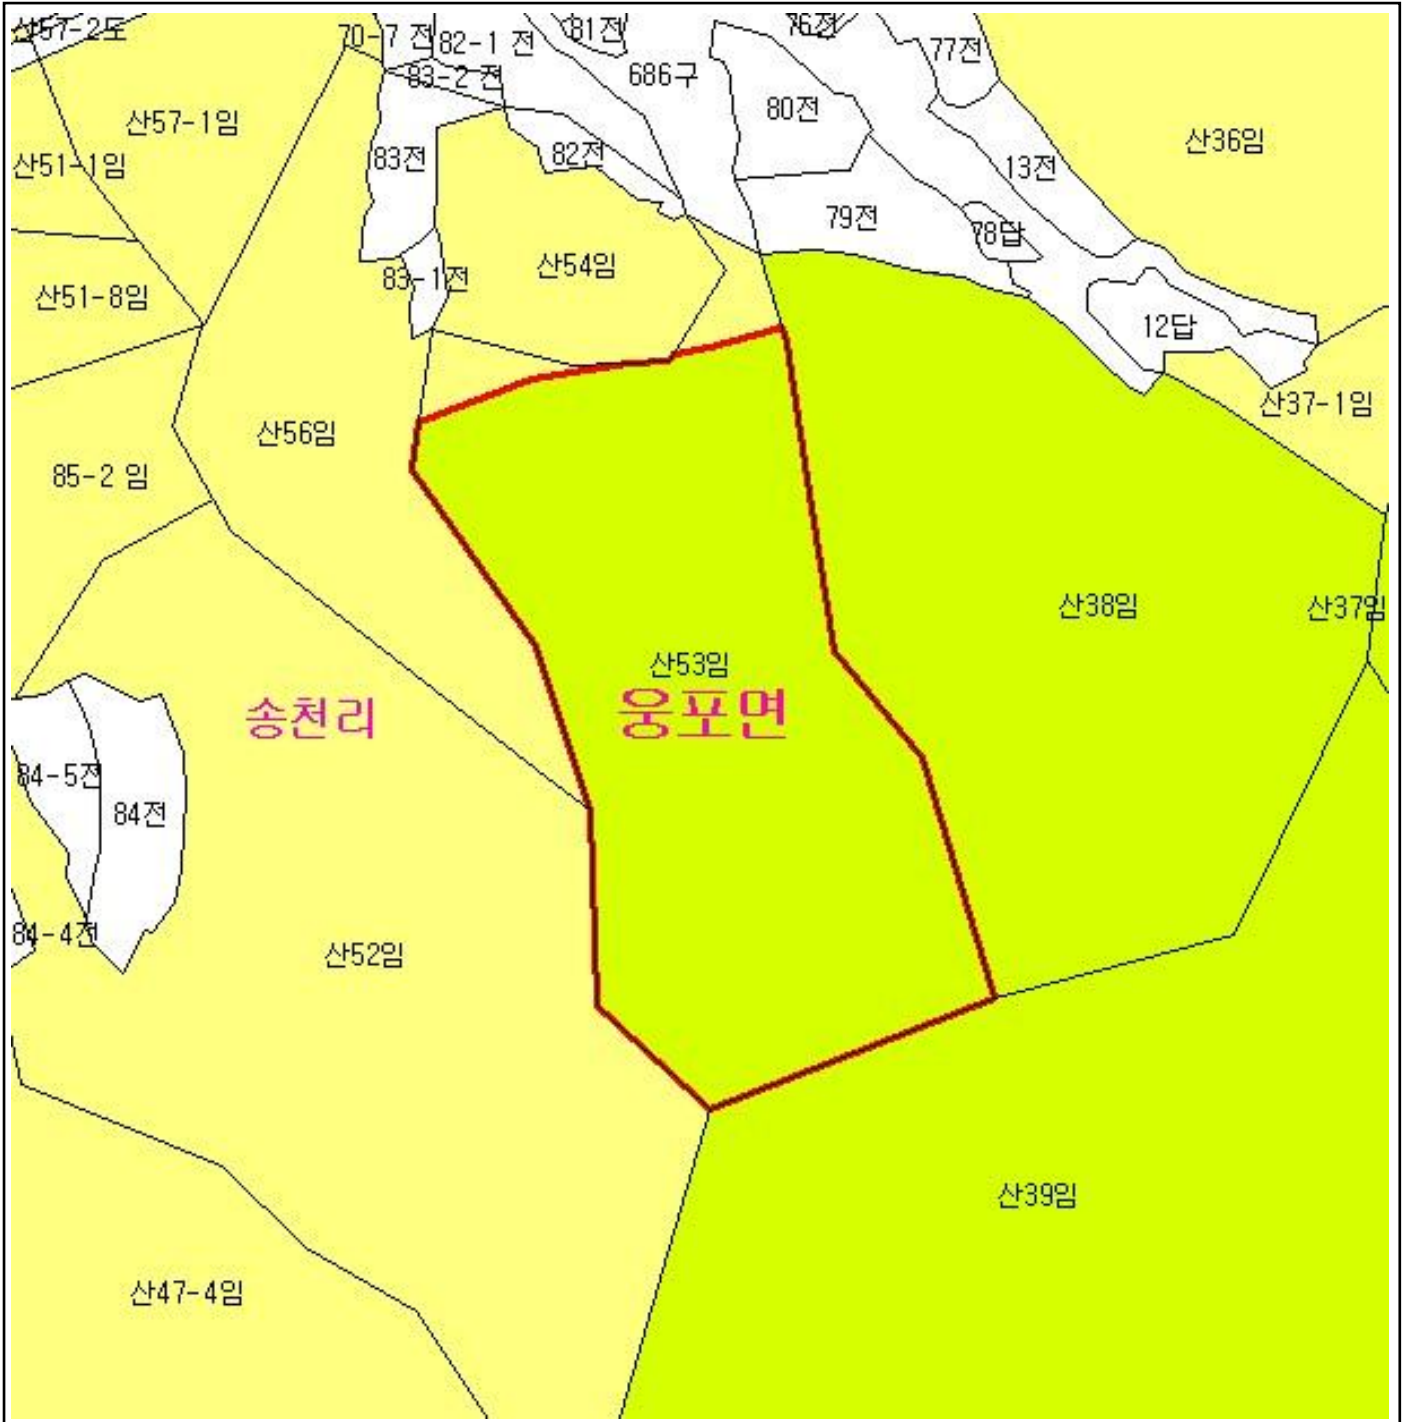 산57-2도
70-7 전
82-1 전
81전
76전
77전
83-2 전
686구
80전
산57-1임
산36임
산51-1임
83전
82전
13전
79전
78답
산54임
83-1전
산51-8임
12답
산37-1임
산56임
85-2 임
산38임
산37임
산53임
송천리
웅포면
84-5전
84전
84-4전
산52임
산39임
산47-4임